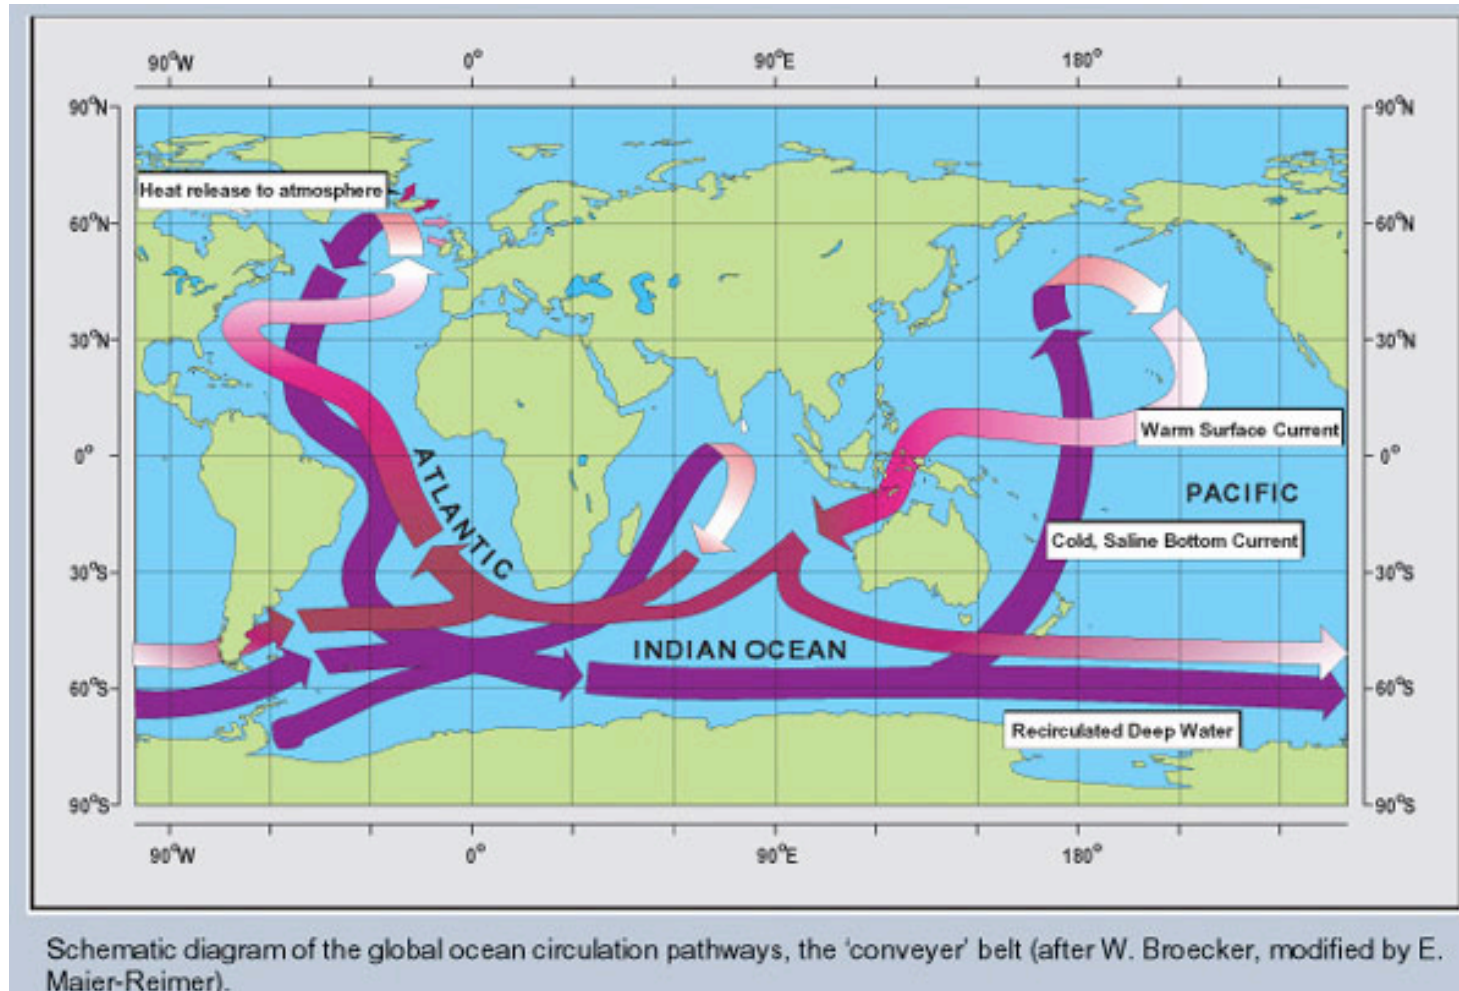 90°W 0° 90°E 180°
90°N 90°N
Heat release to atmosphere
60°N 60°N
30°N 30°N
Warm Surface Current
0° 0°
ATLANTIC
PACIFIC
Cold, Saline Bottom Current
30°S 30°S
INDIAN OCEAN
60°S 60°S
Recirculated Deep Water
90°S 90°S
90°W 0° 90°E 180°
Schematic diagram of the global ocean circulation pathways, the 'conveyer' belt (after W. Broecker, modified by E.
Maier-Reimer).